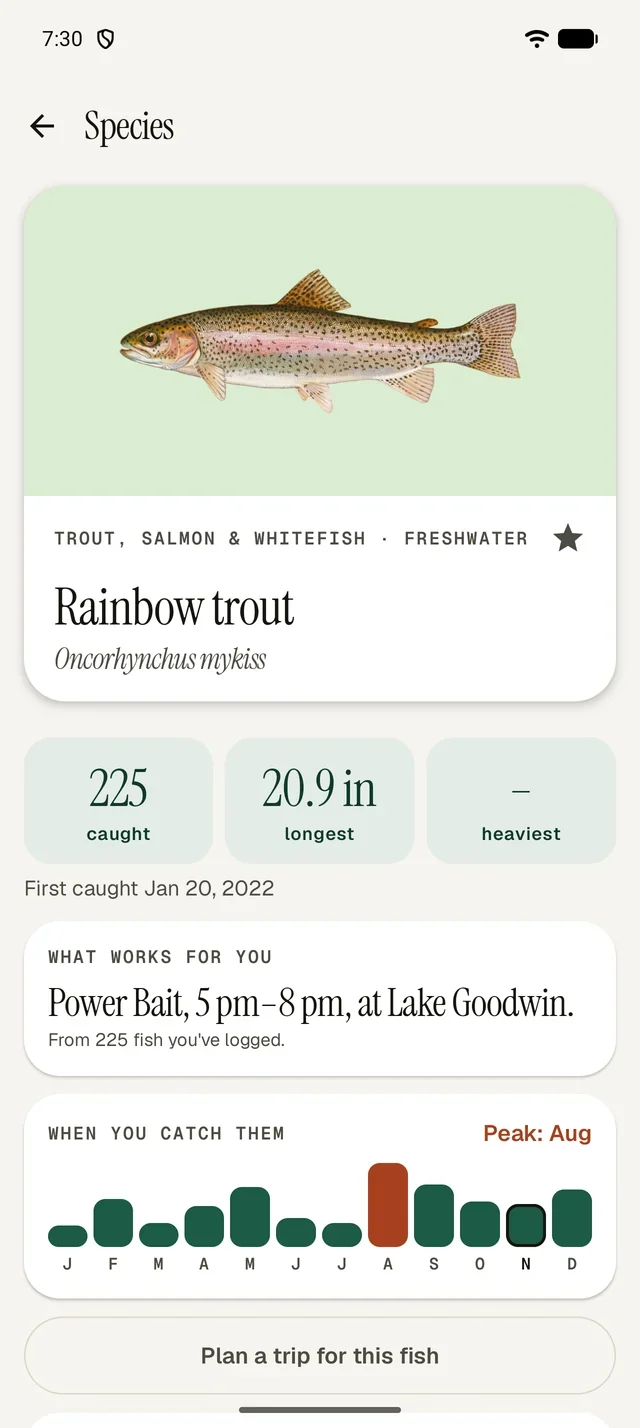 7:30
Species
TROUT, SALMON & WHITEFISH · FRESHWATER
Rainbow trout
Oncorhynchus mykiss
225
caught
20.9 in
longest
–
heaviest
First caught Jan 20, 2022
WHAT WORKS FOR YOU
Power Bait, 5 pm–8 pm, at Lake Goodwin.
From 225 fish you've logged.
WHEN YOU CATCH THEM
Peak: Aug
J F M A M J J A S O N D
Plan a trip for this fish